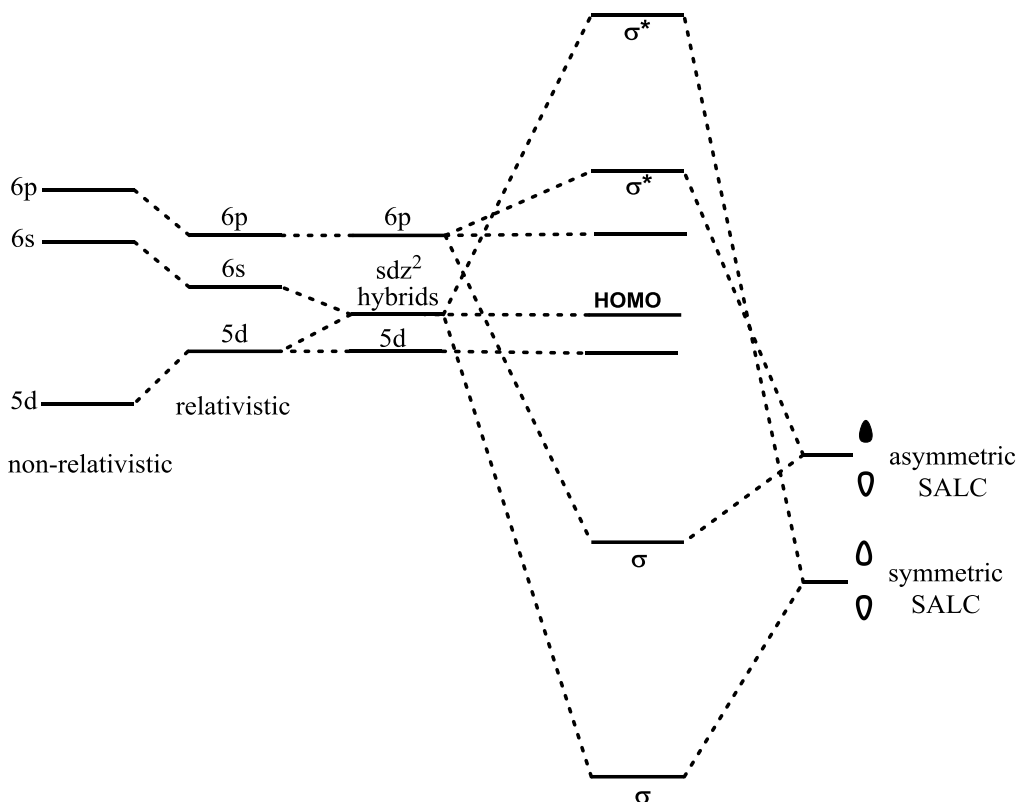 σ*
σ*
6p
6p
6p
6s
6s
sdz²
hybrids
HOMO
5d
5d
5d
relativistic
non-relativistic
asymmetric
SALC
σ
symmetric
SALC
σ